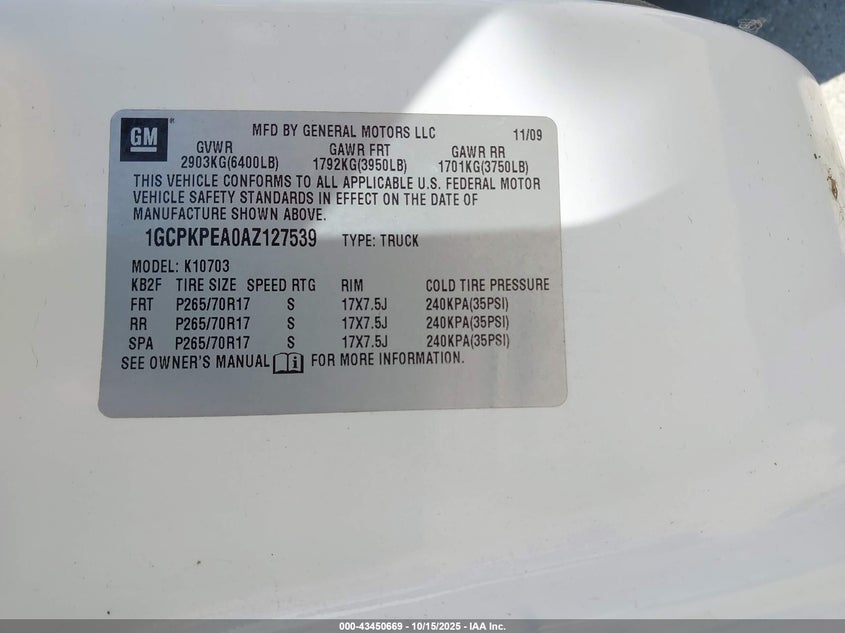 GM ®
MFD BY GENERAL MOTORS LLC 11/09
GVWR GAWR FRT GAWR RR
2903KG(6400LB) 1792KG(3950LB) 1701KG(3750LB)
THIS VEHICLE CONFORMS TO ALL APPLICABLE U.S. FEDERAL MOTOR
VEHICLE SAFETY STANDARDS IN EFFECT ON THE DATE OF
MANUFACTURE SHOWN ABOVE.
1GCPKPEA0AZ127539 TYPE: TRUCK
MODEL: K10703
KB2F TIRE SIZE SPEED RTG RIM COLD TIRE PRESSURE
FRT P265/70R17 S 17X7.5J 240KPA(35PSI)
RR P265/70R17 S 17X7.5J 240KPA(35PSI)
SPA P265/70R17 S 17X7.5J 240KPA(35PSI)
SEE OWNER'S MANUAL i FOR MORE INFORMATION.
000-43450669 - 10/15/2025 - IAA Inc.